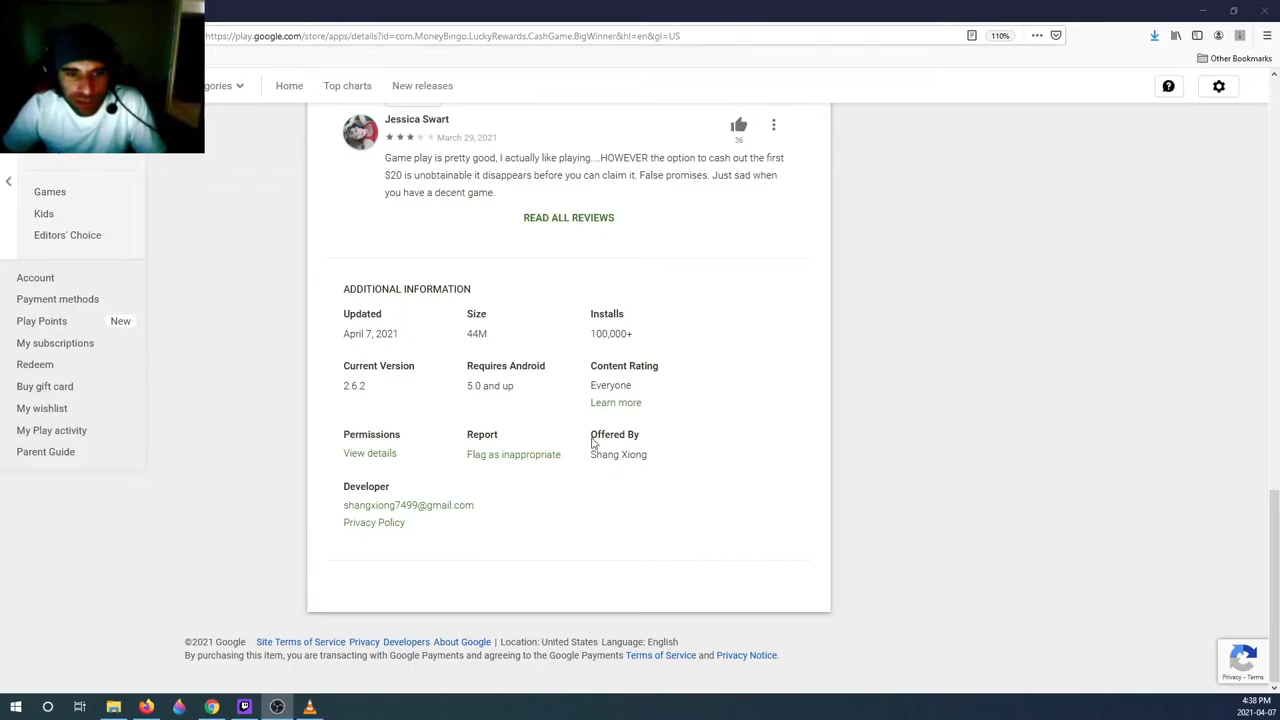 https://play.google.com/store/apps/details?id=com.MoneyBingo.LuckyRewards.CashGame.BigWinner&hl=en&gl=US
110%
Other Bookmarks
gories
Home
Top charts
New releases
Games
Kids
Editors' Choice
Account
Payment methods
Play Points
New
My subscriptions
Redeem
Buy gift card
My wishlist
My Play activity
Parent Guide
Jessica Swart
March 29, 2021
36
Game play is pretty good, I actually like playing....HOWEVER the option to cash out the first
$20 is unobtainable it disappears before you can claim it. False promises. Just sad when
you have a decent game.
READ ALL REVIEWS
ADDITIONAL INFORMATION
Updated
April 7, 2021
Size
44M
Installs
100,000+
Current Version
2.6.2
Requires Android
5.0 and up
Content Rating
Everyone
Learn more
Permissions
View details
Report
Flag as inappropriate
Offered By
Shang Xiong
Developer
shangxiong7499@gmail.com
Privacy Policy
©2021 Google Site Terms of Service Privacy Developers About Google | Location: United States Language: English
By purchasing this item, you are transacting with Google Payments and agreeing to the Google Payments Terms of Service and Privacy Notice.
Privacy - Terms
4:38 PM
2021-04-07